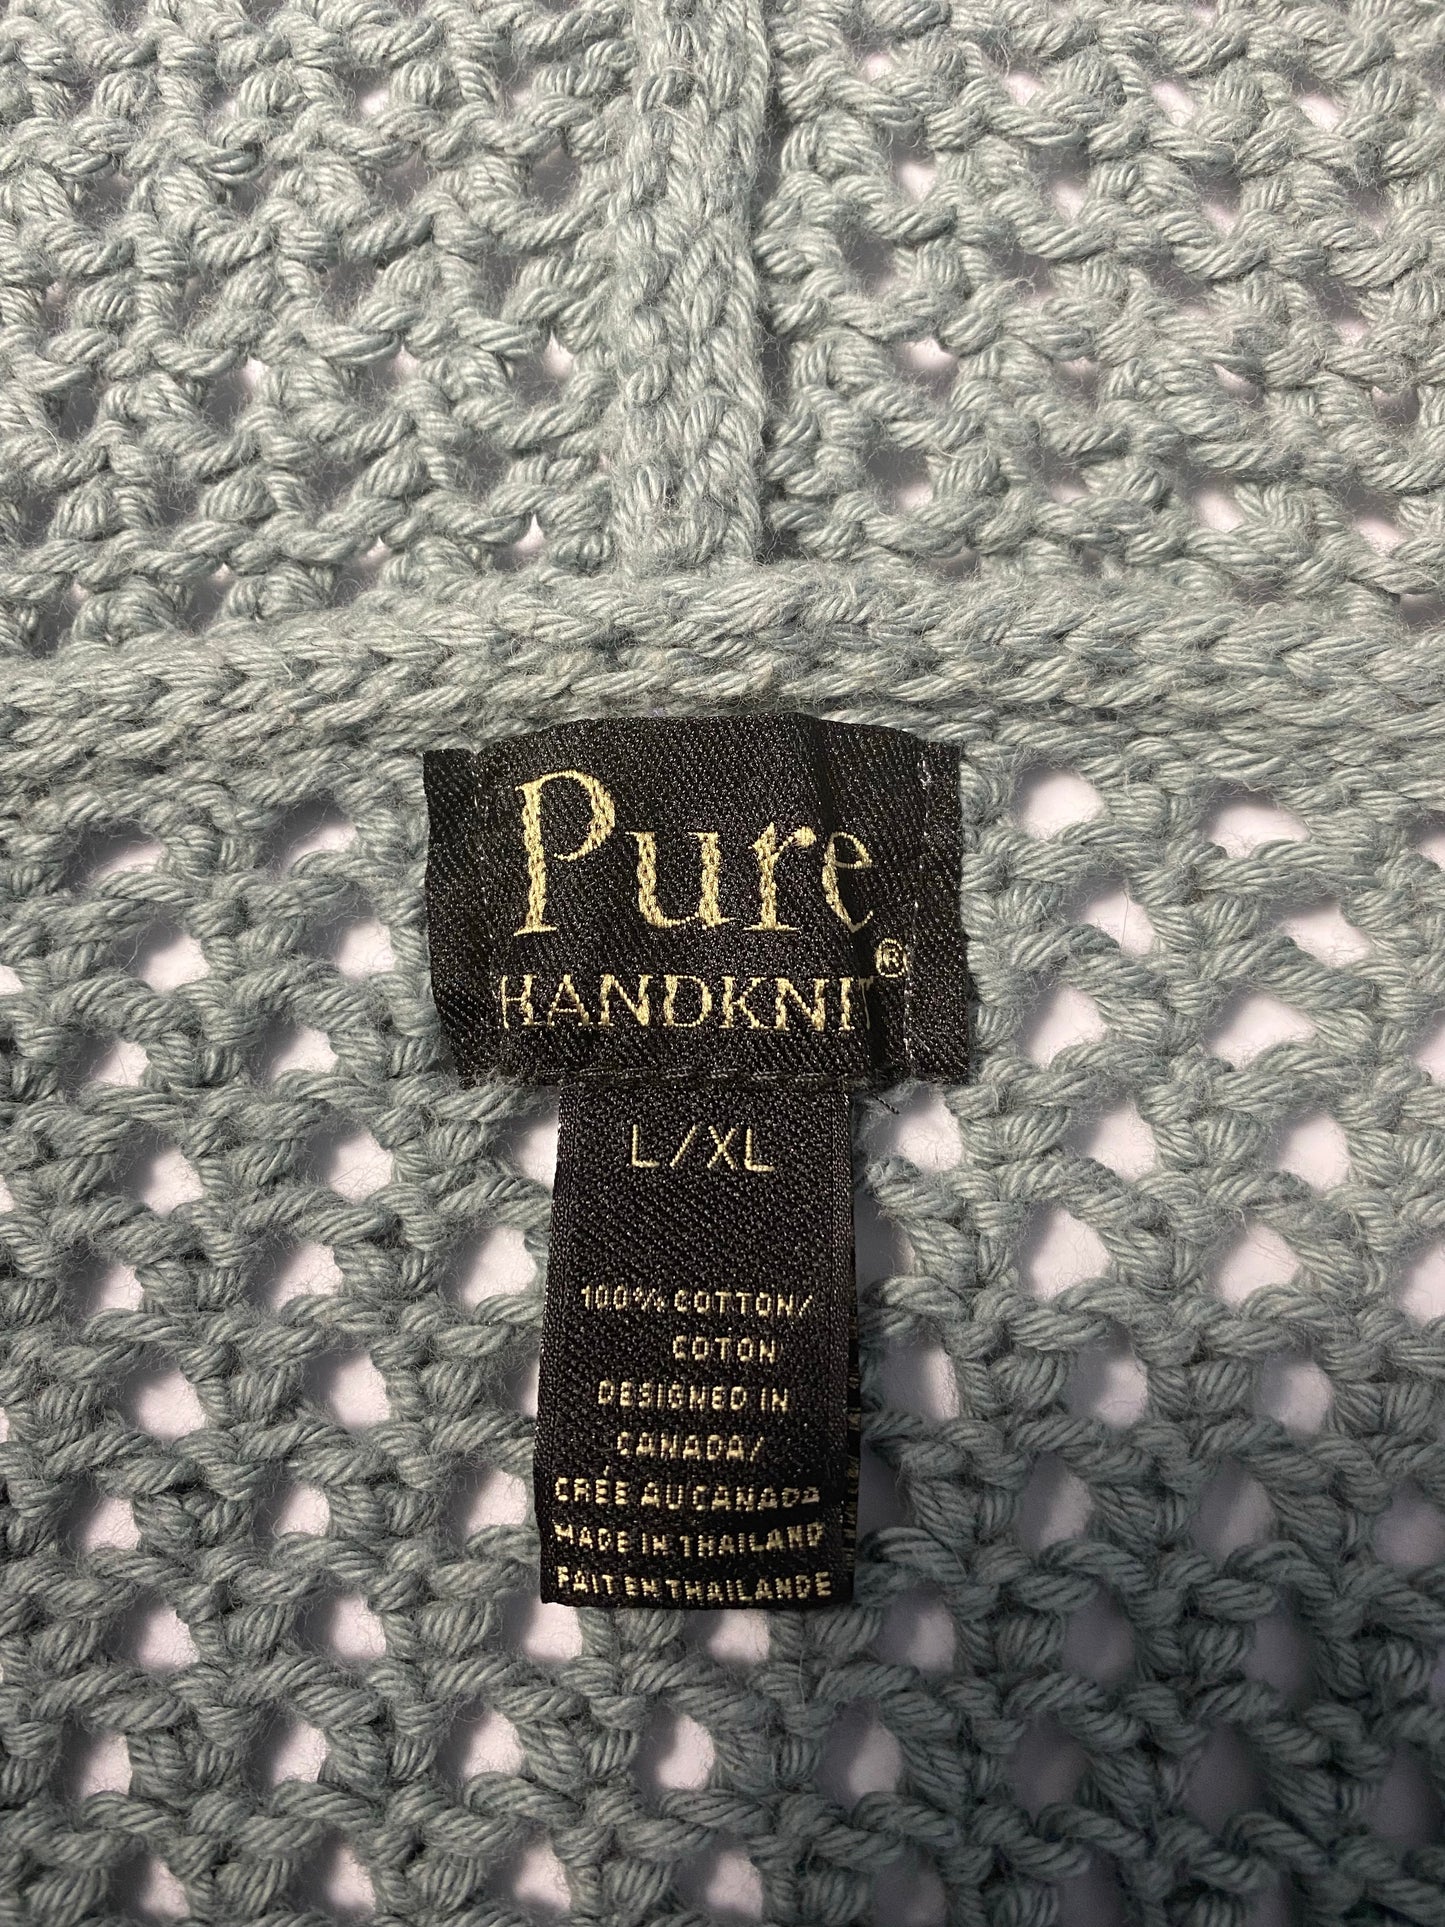 Pure
HANDKNIT®
L/XL
100% COTTON/
COTON
DESIGNED IN
CANADA/
CRÉE AU CANADA
MADE IN THAILAND
FAIT EN THAILANDE